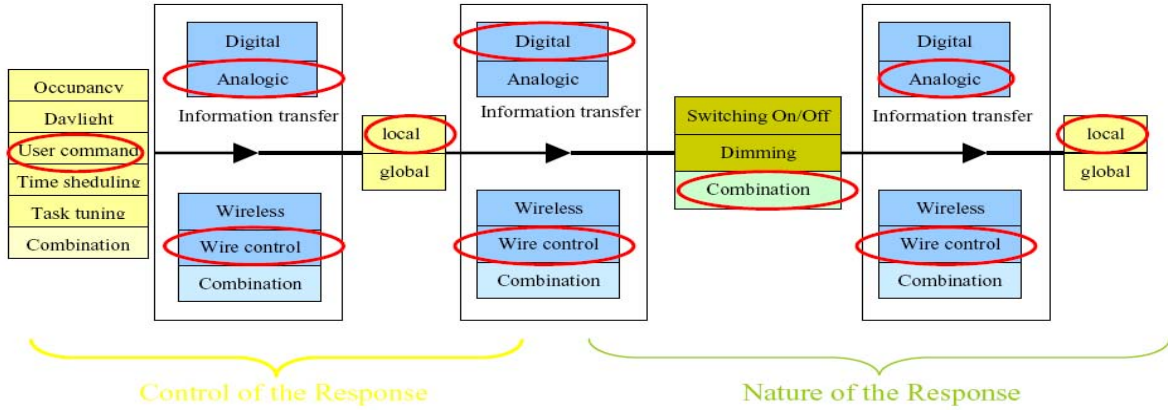 Occupancy
Daylight
User command
Time sheduling
Task tuning
Combination
Digital
Analogic
Information transfer
Wireless
Wire control
Combination
local
global
Digital
Analogic
Information transfer
Wireless
Wire control
Combination
Switching On/Off
Dimming
Combination
Digital
Analogic
Information transfer
Wireless
Wire control
Combination
local
global
Control of the Response
Nature of the Response